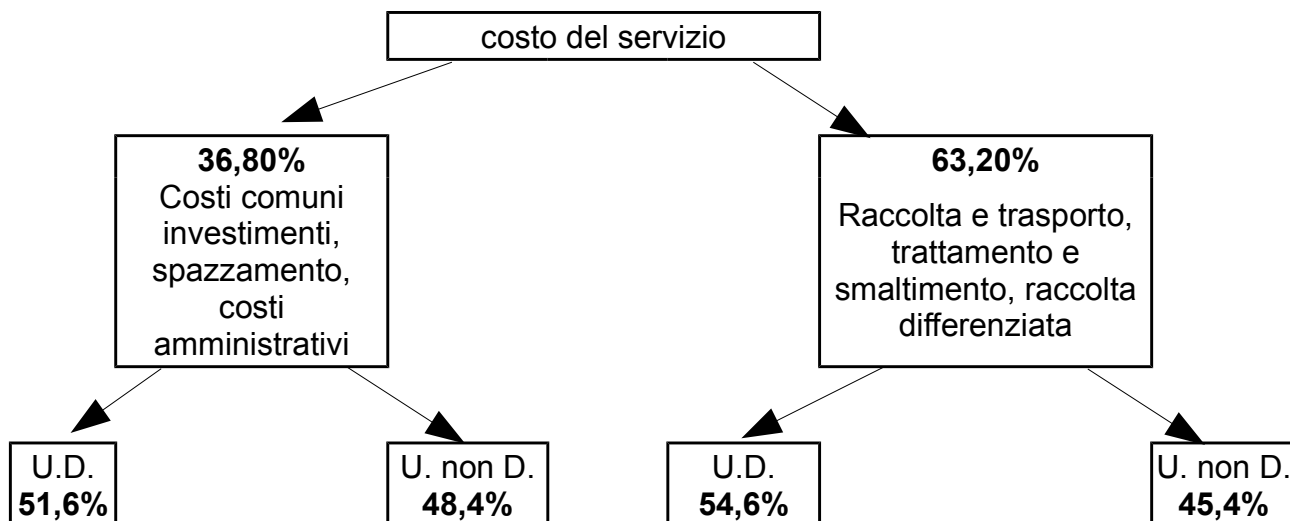 costo del servizio
36,80%
Costi comuni
investimenti,
spazzamento,
costi
amministrativi
63,20%
Raccolta e trasporto,
trattamento e
smaltimento, raccolta
differenziata
U.D.
51,6%
U. non D.
48,4%
U.D.
54,6%
U. non D.
45,4%